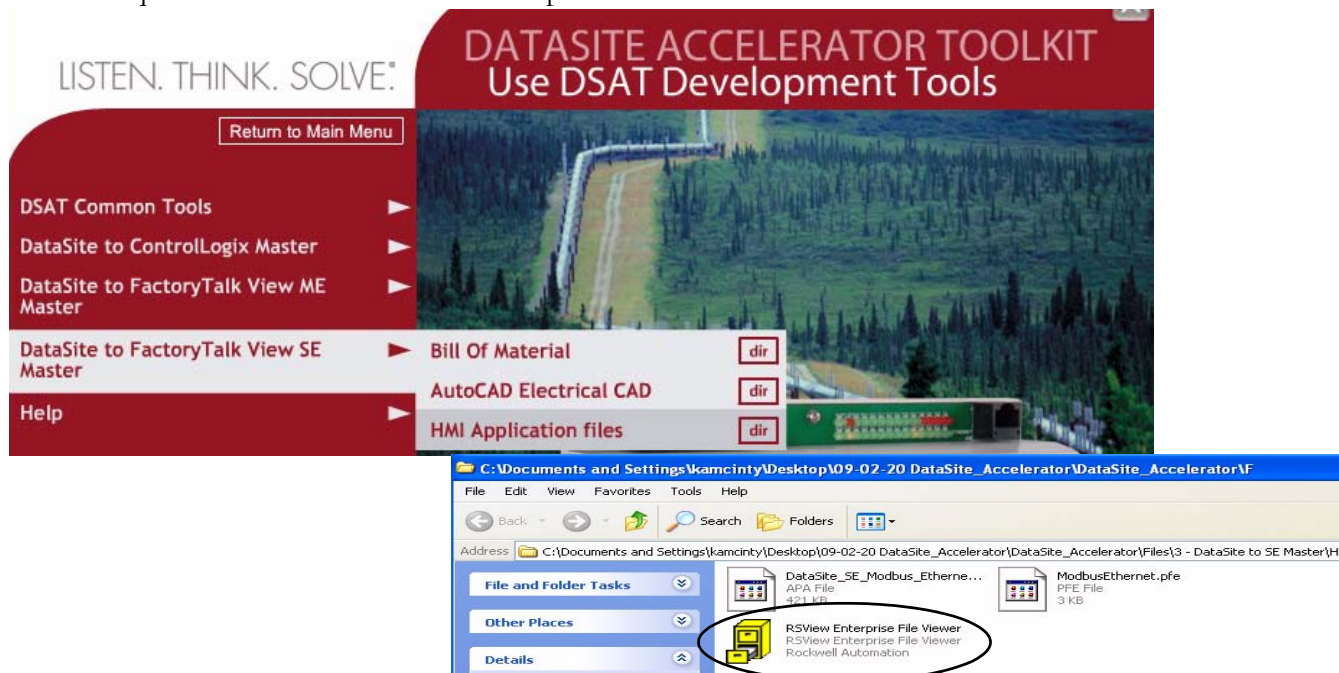 LISTEN. THINK. SOLVE.®
DATASITE ACCELERATOR TOOLKIT
Use DSAT Development Tools
Return to Main Menu
DSAT Common Tools
DataSite to ControlLogix Master
DataSite to FactoryTalk View ME
Master
DataSite to FactoryTalk View SE
Master
Help
Bill Of Material
dir
AutoCAD Electrical CAD
dir
HMI Application files
dir
C:\Documents and Settings\kamcinty\Desktop\09-02-20 DataSite_Accelerator\DataSite_Accelerator\F
File Edit View Favorites Tools Help
Back Search Folders
Address C:\Documents and Settings\kamcinty\Desktop\09-02-20 DataSite_Accelerator\DataSite_Accelerator\Files\3 - DataSite to SE Master\H
File and Folder Tasks
Other Places
Details
DataSite_SE_Modbus_Etherne...
APA File
421 KB
ModbusEthernet.pfe
PFE File
3 KB
RSView Enterprise File Viewer
RSView Enterprise File Viewer
Rockwell Automation